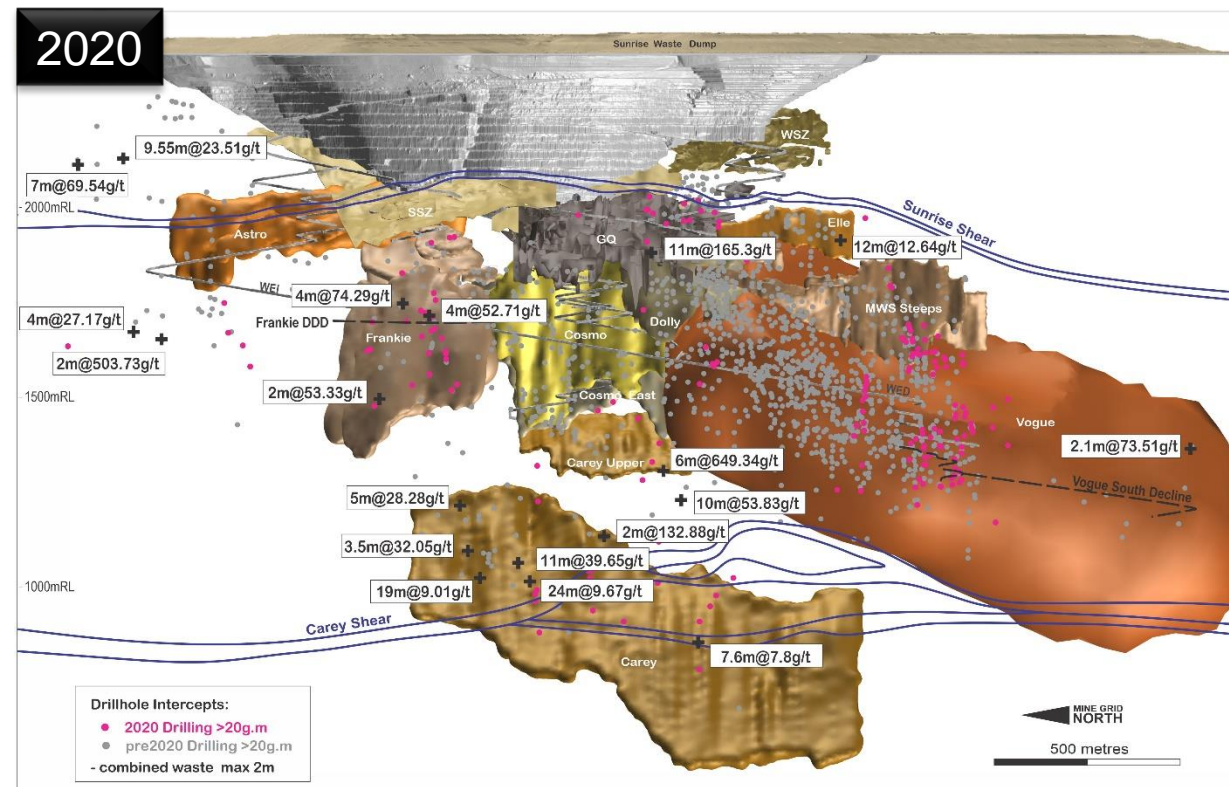 2020
Sunrise Waste Dump
WSZ
9.55m@23.51g/t
7m@69.54g/t
2000mRL
SSZ
Sunrise Shear
Astro
Elle
GQ
12m@12.64g/t
11m@165.3g/t
4m@74.29g/t
MWS Steeps
4m@27.17g/t
Frankie DDD
4m@52.71g/t
Dolly
Frankie
Cosmo
2m@503.73g/t
WED
2m@53.33g/t
1500mRL
Cosmo East
Vogue
2.1m@73.51g/t
Carey Upper
6m@649.34g/t
Vogue South Decline
5m@28.28g/t
10m@53.83g/t
2m@132.88g/t
3.5m@32.05g/t
11m@39.65g/t
1000mRL
19m@9.01g/t
24m@9.67g/t
Carey Shear
Carey
7.6m@7.8g/t
Drillhole Intercepts:
2020 Drilling >20g.m
pre2020 Drilling >20g.m
- combined waste max 2m
MINE GRID
NORTH
500 metres